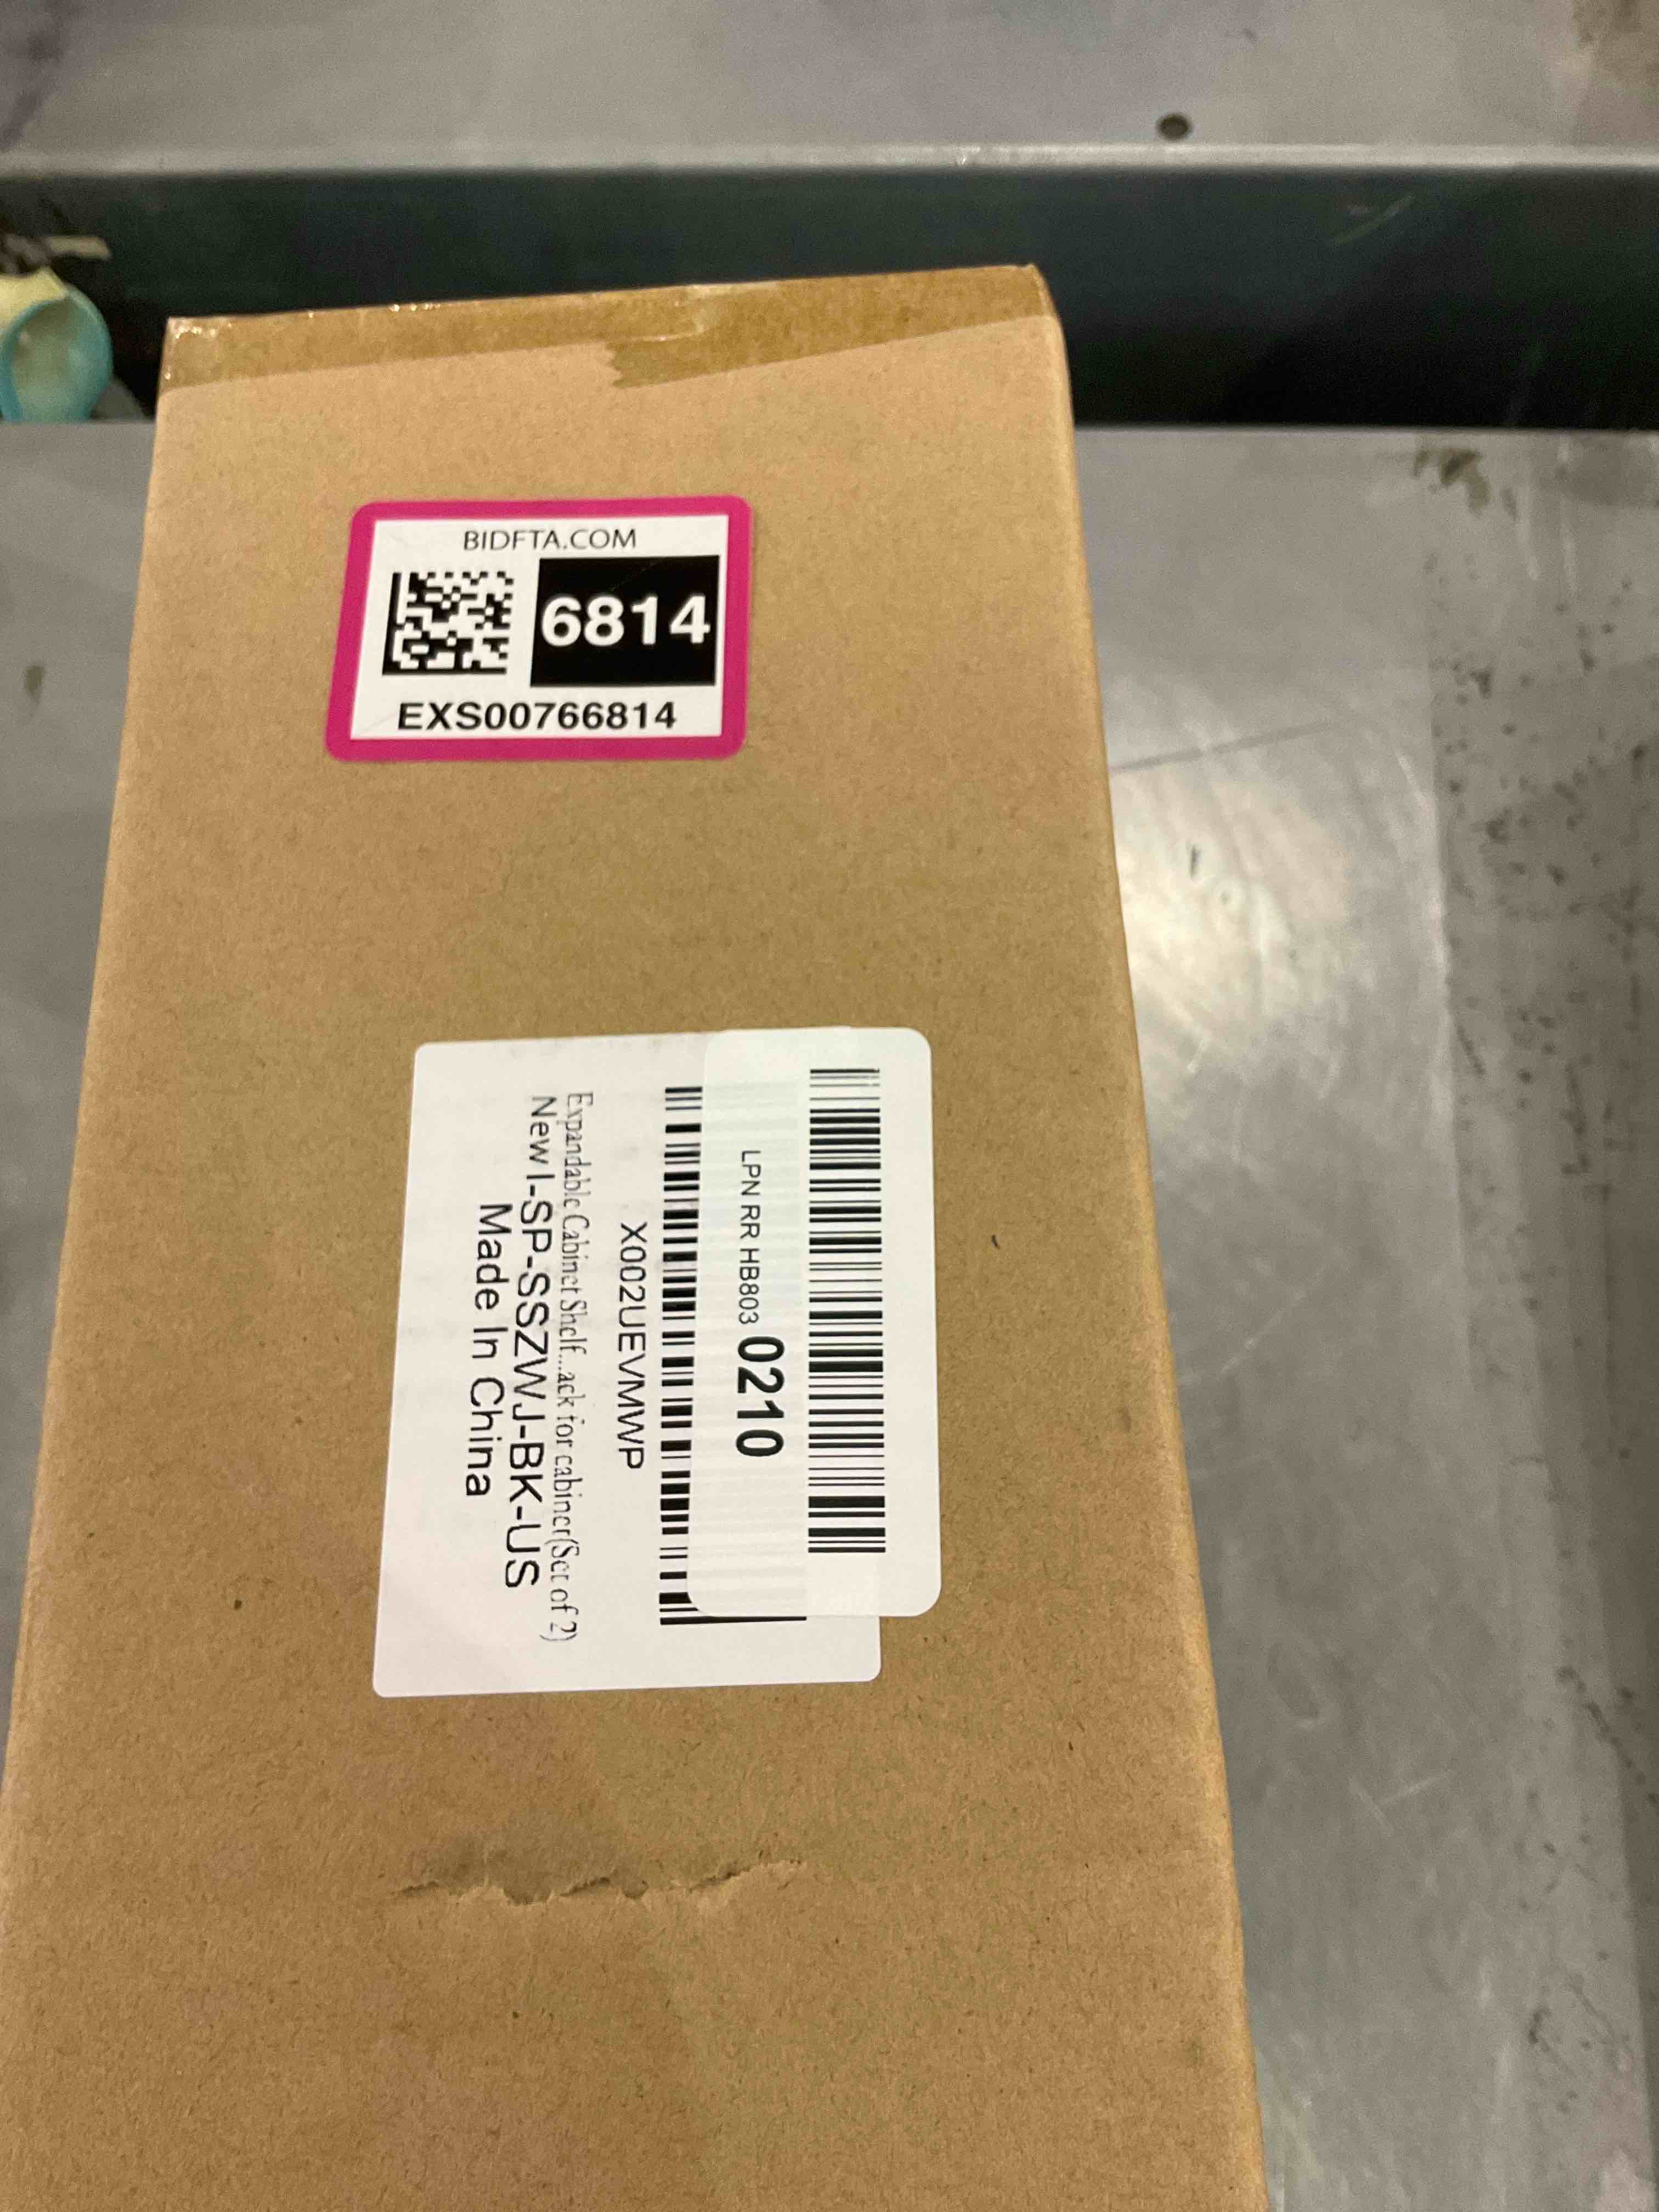 BIDFTA.COM
6814
EXS00766814
LPN RR HB803 0210
X002UEVMWP
Expandable Cabinet Shelf...ack for cabinet(Set of 2)
New I-SP-SSZWJ-BK-US
Made In China